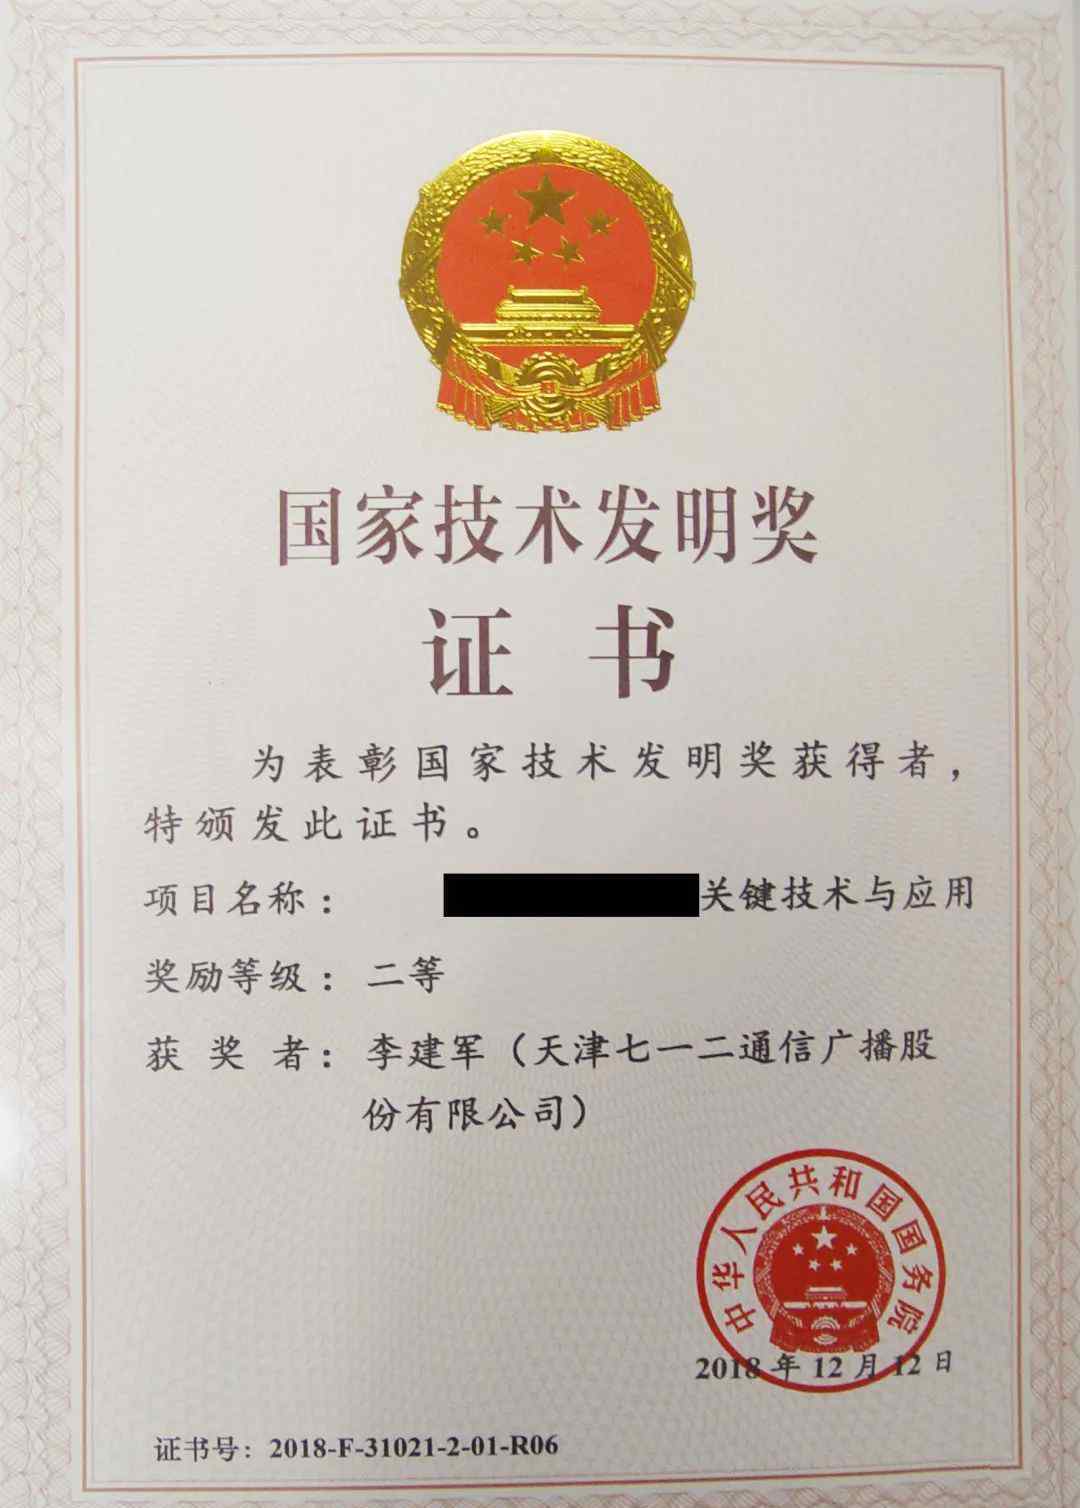 国家技术发明奖
证书
为表彰国家技术发明奖获得者，
特颁发此证书。
项目名称： 关键技术与应用
奖励等级：二等
获奖者：李建军（天津七一二通信广播股
份有限公司）
中华人民共和国国务院
2018年12月12日
证书号：2018-F-31021-2-01-R06